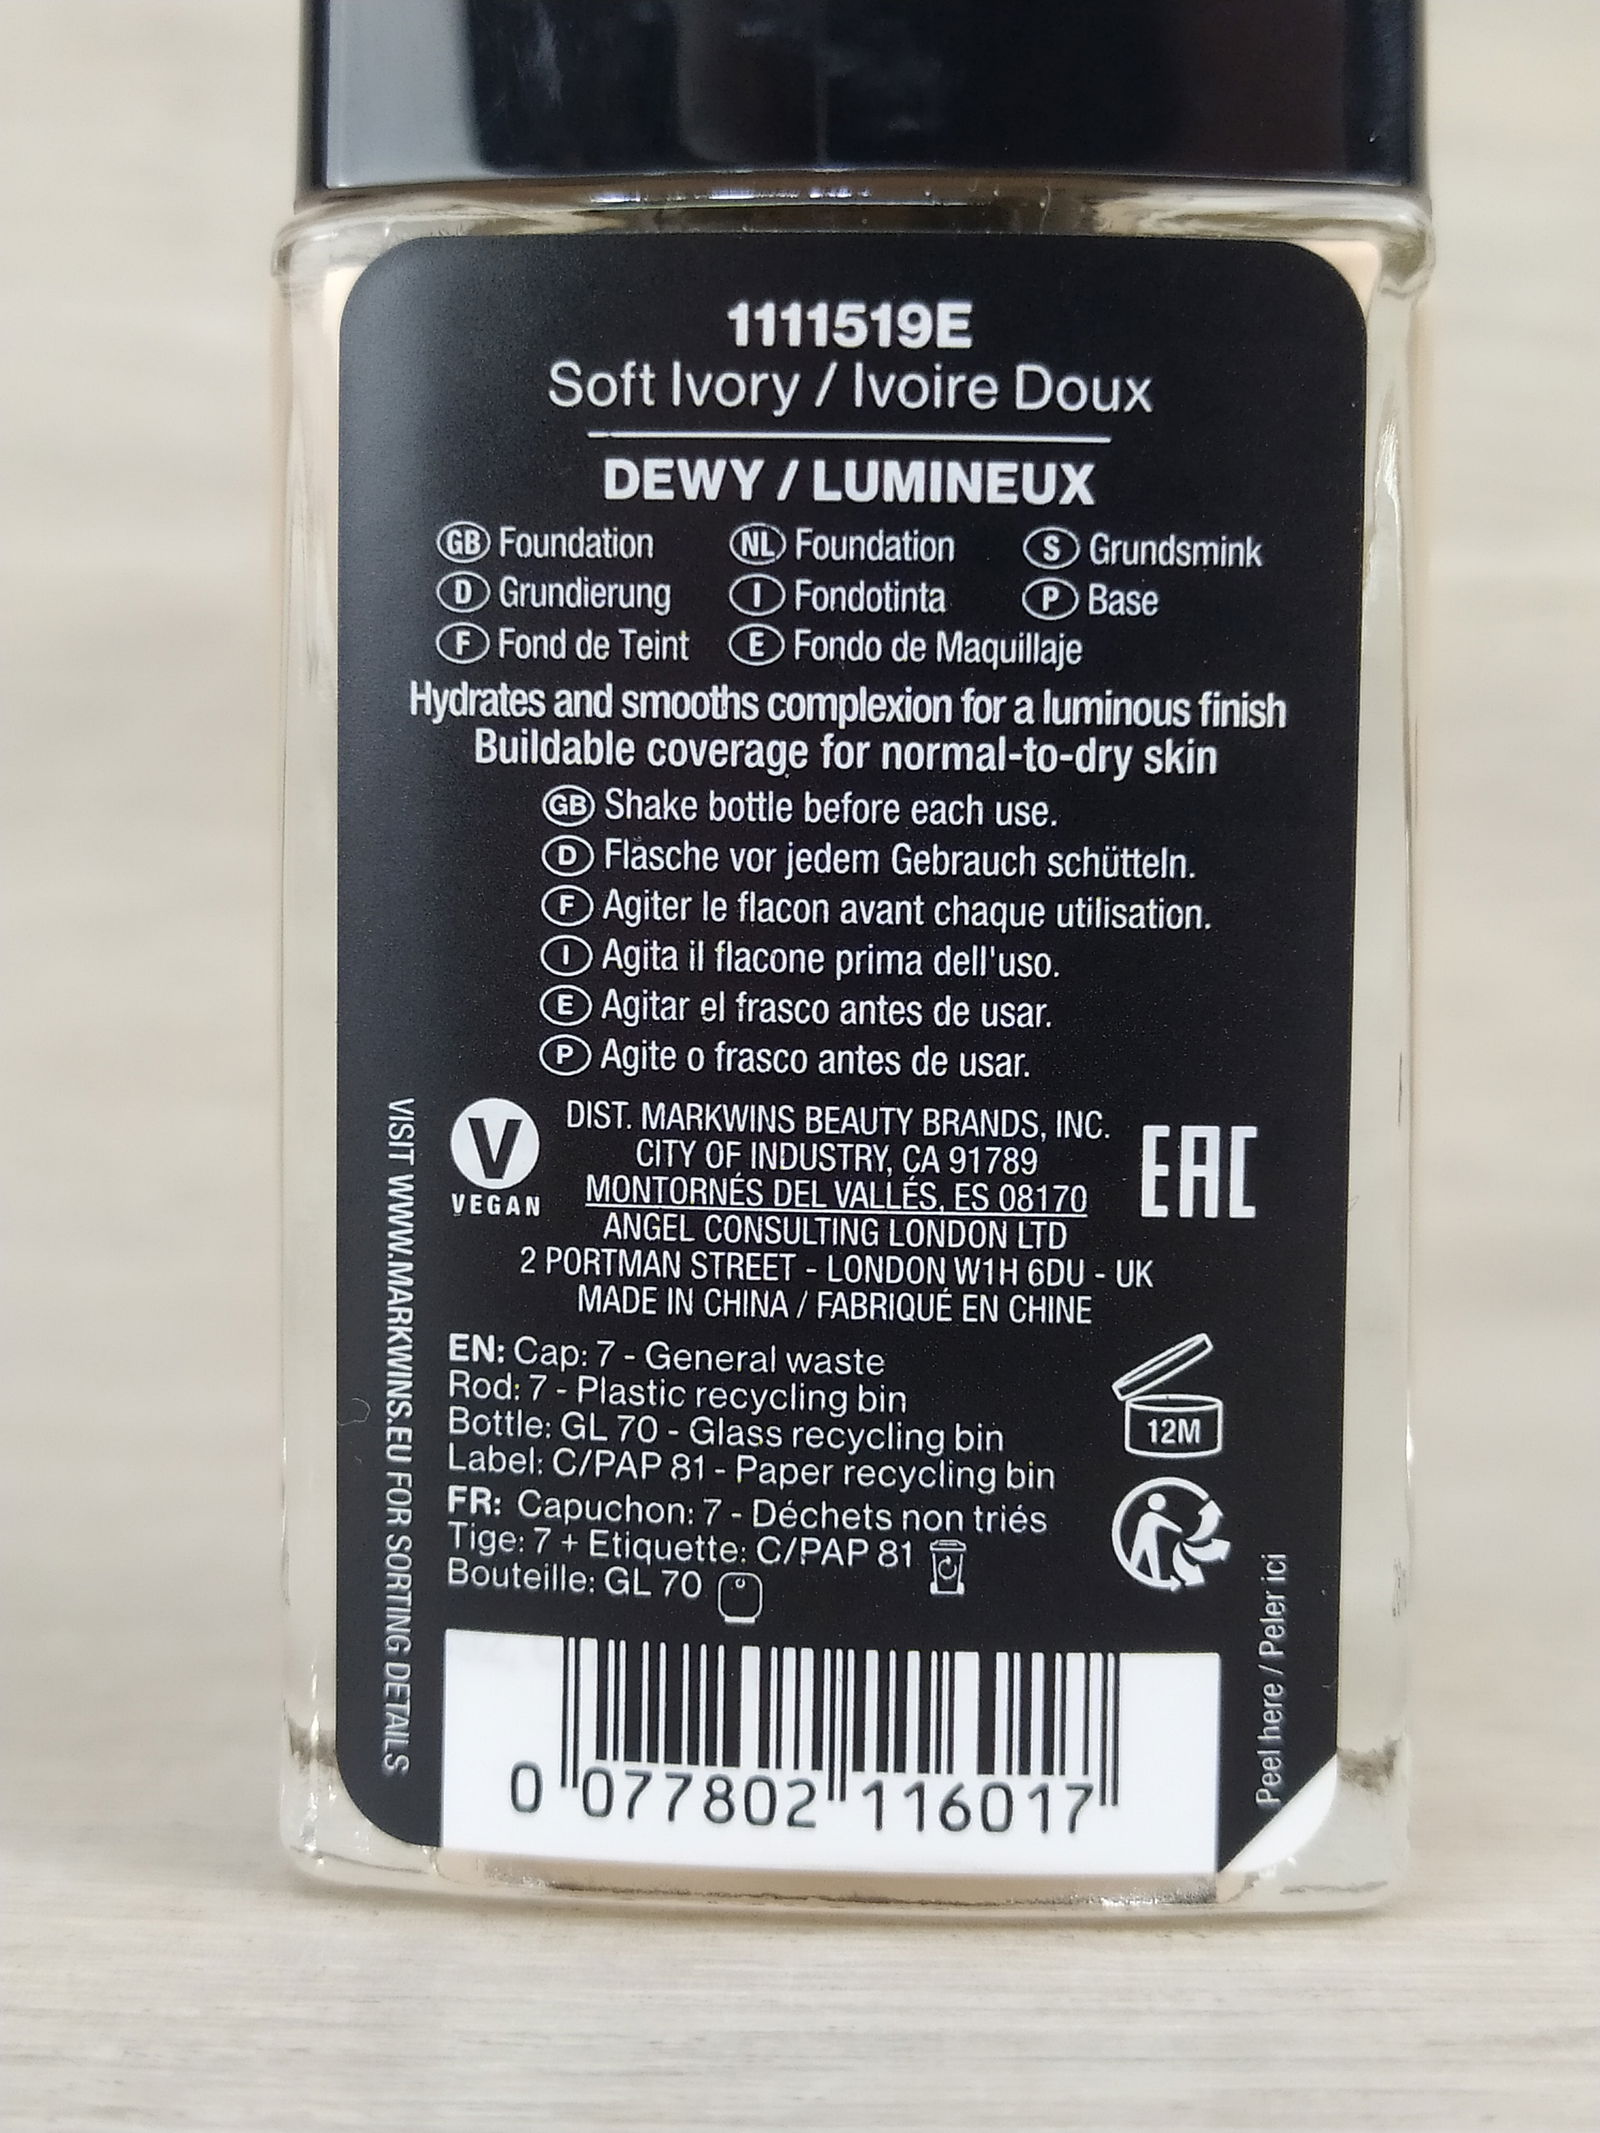 1111519E
Soft Ivory / Ivoire Doux
DEWY / LUMINEUX
GB Foundation NL Foundation S Grundsmink
D Grundierung I Fondotinta P Base
F Fond de Teint E Fondo de Maquillaje
Hydrates and smooths complexion for a luminous finish
Buildable coverage for normal-to-dry skin
GB Shake bottle before each use.
D Flasche vor jedem Gebrauch schütteln.
F Agiter le flacon avant chaque utilisation.
I Agita il flacone prima dell'uso.
E Agitar el frasco antes de usar.
P Agite o frasco antes de usar.
V
VEGAN
DIST. MARKWINS BEAUTY BRANDS, INC.
CITY OF INDUSTRY, CA 91789
MONTORNÉS DEL VALLÉS, ES 08170
ANGEL CONSULTING LONDON LTD
2 PORTMAN STREET - LONDON W1H 6DU - UK
MADE IN CHINA / FABRIQUÉ EN CHINE
EAC
EN: Cap: 7 - General waste
Rod: 7 - Plastic recycling bin
Bottle: GL 70 - Glass recycling bin
Label: C/PAP 81 - Paper recycling bin
FR: Capuchon: 7 - Déchets non triés
Tige: 7 + Etiquette: C/PAP 81
Bouteille: GL 70
12M
VISIT WWW.MARKWINS.EU FOR SORTING DETAILS
Peel here / Peler ici
0 077802 116017